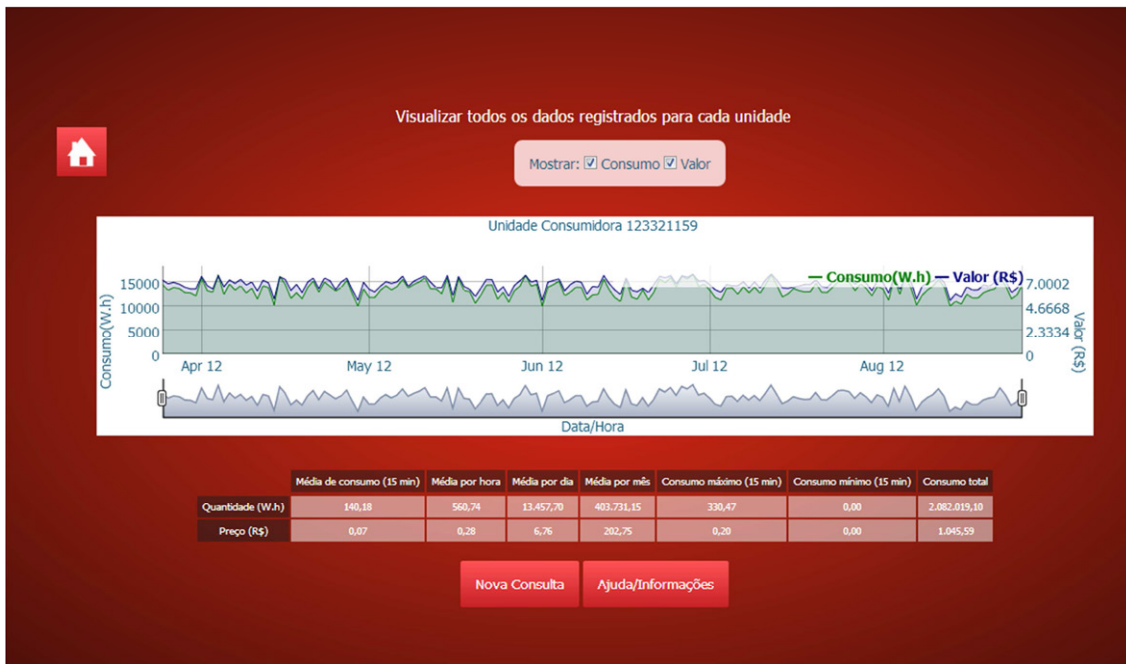 Visualizar todos os dados registrados para cada unidade
Mostrar: Consumo Valor
Unidade Consumidora 123321159
Consumo(W.h) Valor (R$)
Consumo(W.h)
15000
10000
5000
0
7.0002
4.6668
2.3334
0
Valor (R$)
Apr 12 May 12 Jun 12 Jul 12 Aug 12
Data/Hora
Média de consumo (15 min) Média por hora Média por dia Média por mês Consumo máximo (15 min) Consumo mínimo (15 min) Consumo total
Quantidade (W.h) 140,18 560,74 13.457,70 403.731,15 330,47 0,00 2.082.019,10
Preço (R$) 0,07 0,28 6,76 202,75 0,20 0,00 1.045,59
Nova Consulta Ajuda/Informações